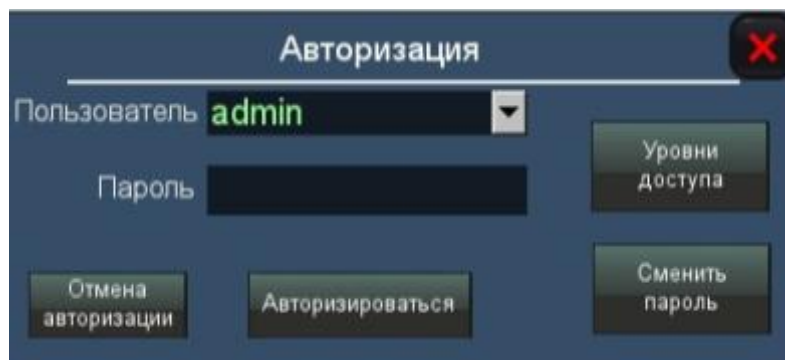 Авторизация
Пользователь admin
Уровни
доступа
Пароль
Сменить
пароль
Отмена
авторизации
Авторизироваться